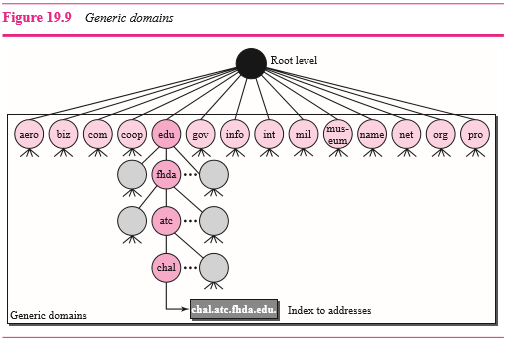 Figure 19.9 Generic domains
Root level
aero biz com coop edu gov info int mil mus-eum name net org pro
fhda
atc
chal
chal.atc.fhda.edu. Index to addresses
Generic domains